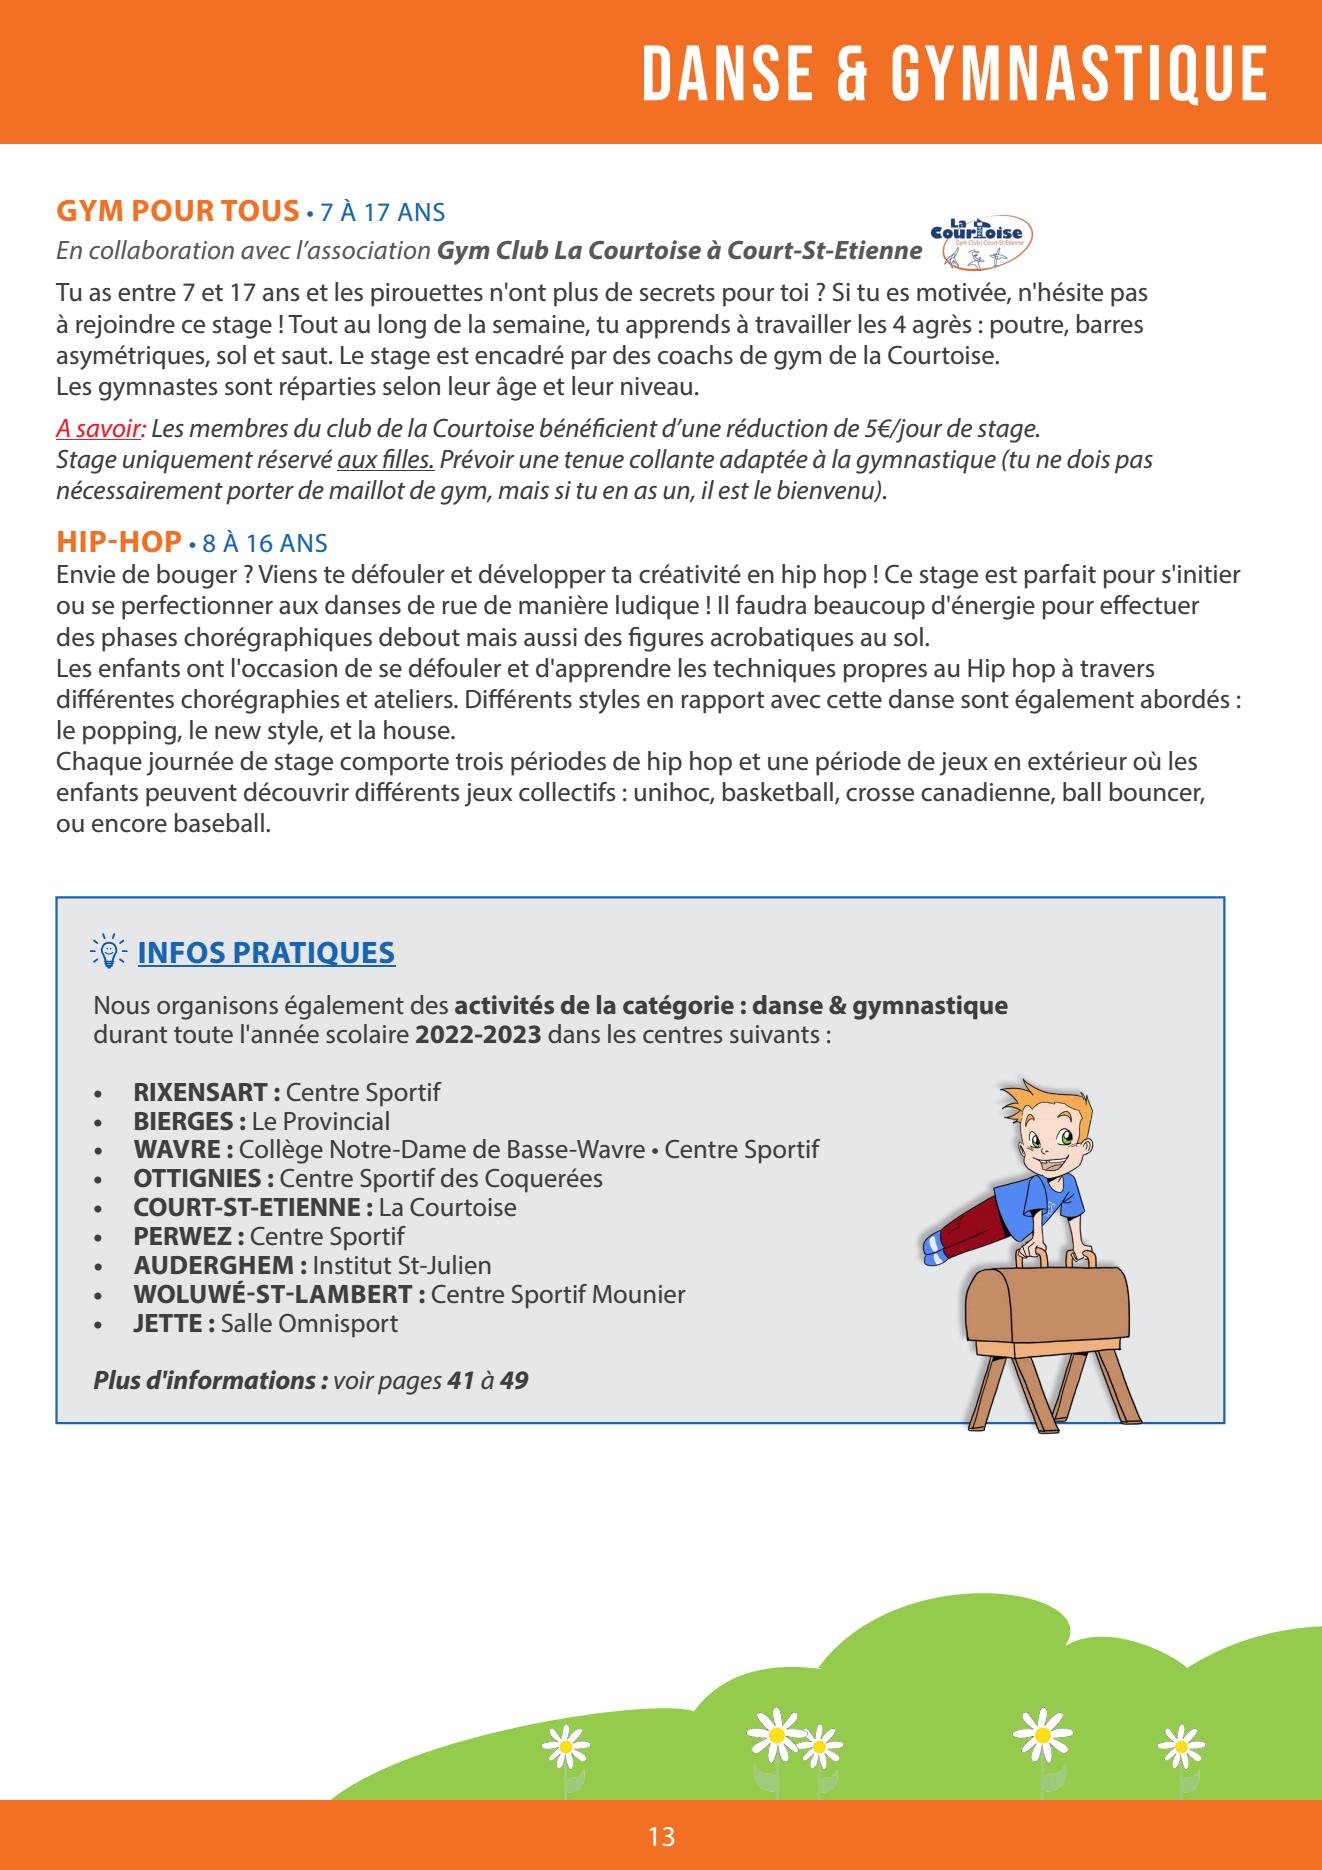 DANSE & GYMNASTIQUE
GYM POUR TOUS • 7 À 17 ANS
En collaboration avec l’association Gym Club La Courtoise à Court-St-Etienne
La
Courtoise
Gym Club | Court-St-Etienne
Tu as entre 7 et 17 ans et les pirouettes n'ont plus de secrets pour toi ? Si tu es motivée, n'hésite pas
à rejoindre ce stage ! Tout au long de la semaine, tu apprends à travailler les 4 agrès : poutre, barres
asymétriques, sol et saut. Le stage est encadré par des coachs de gym de la Courtoise.
Les gymnastes sont réparties selon leur âge et leur niveau.
A savoir: Les membres du club de la Courtoise bénéficient d’une réduction de 5€/jour de stage.
Stage uniquement réservé aux filles. Prévoir une tenue collante adaptée à la gymnastique (tu ne dois pas
nécessairement porter de maillot de gym, mais si tu en as un, il est le bienvenu).
HIP-HOP • 8 À 16 ANS
Envie de bouger ? Viens te défouler et développer ta créativité en hip hop ! Ce stage est parfait pour s'initier
ou se perfectionner aux danses de rue de manière ludique ! Il faudra beaucoup d'énergie pour effectuer
des phases chorégraphiques debout mais aussi des figures acrobatiques au sol.
Les enfants ont l'occasion de se défouler et d'apprendre les techniques propres au Hip hop à travers
différentes chorégraphies et ateliers. Différents styles en rapport avec cette danse sont également abordés :
le popping, le new style, et la house.
Chaque journée de stage comporte trois périodes de hip hop et une période de jeux en extérieur où les
enfants peuvent découvrir différents jeux collectifs : unihoc, basketball, crosse canadienne, ball bouncer,
ou encore baseball.
INFOS PRATIQUES
Nous organisons également des activités de la catégorie : danse & gymnastique
durant toute l'année scolaire 2022-2023 dans les centres suivants :
• RIXENSART : Centre Sportif
• BIERGES : Le Provincial
• WAVRE : Collège Notre-Dame de Basse-Wavre • Centre Sportif
• OTTIGNIES : Centre Sportif des Coquerées
• COURT-ST-ETIENNE : La Courtoise
• PERWEZ : Centre Sportif
• AUDERGHEM : Institut St-Julien
• WOLUWÉ-ST-LAMBERT : Centre Sportif Mounier
• JETTE : Salle Omnisport
Plus d'informations : voir pages 41 à 49
13